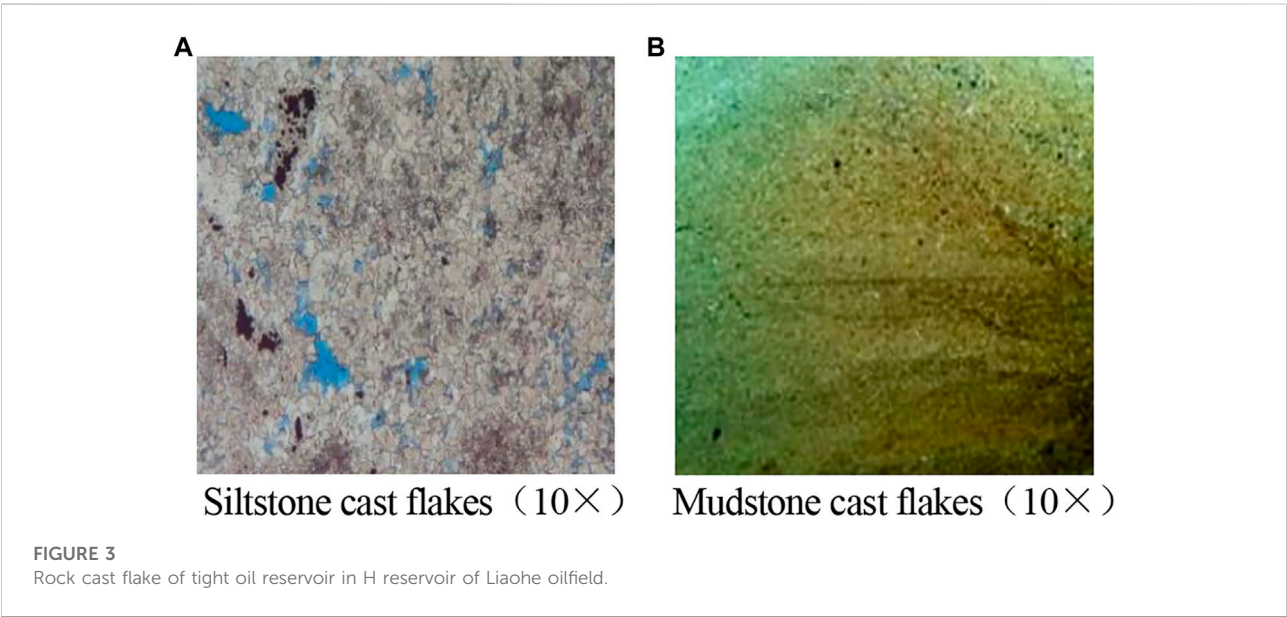 A
B
Siltstone cast flakes（10×）
Mudstone cast flakes（10×）
FIGURE 3
Rock cast flake of tight oil reservoir in H reservoir of Liaohe oilfield.